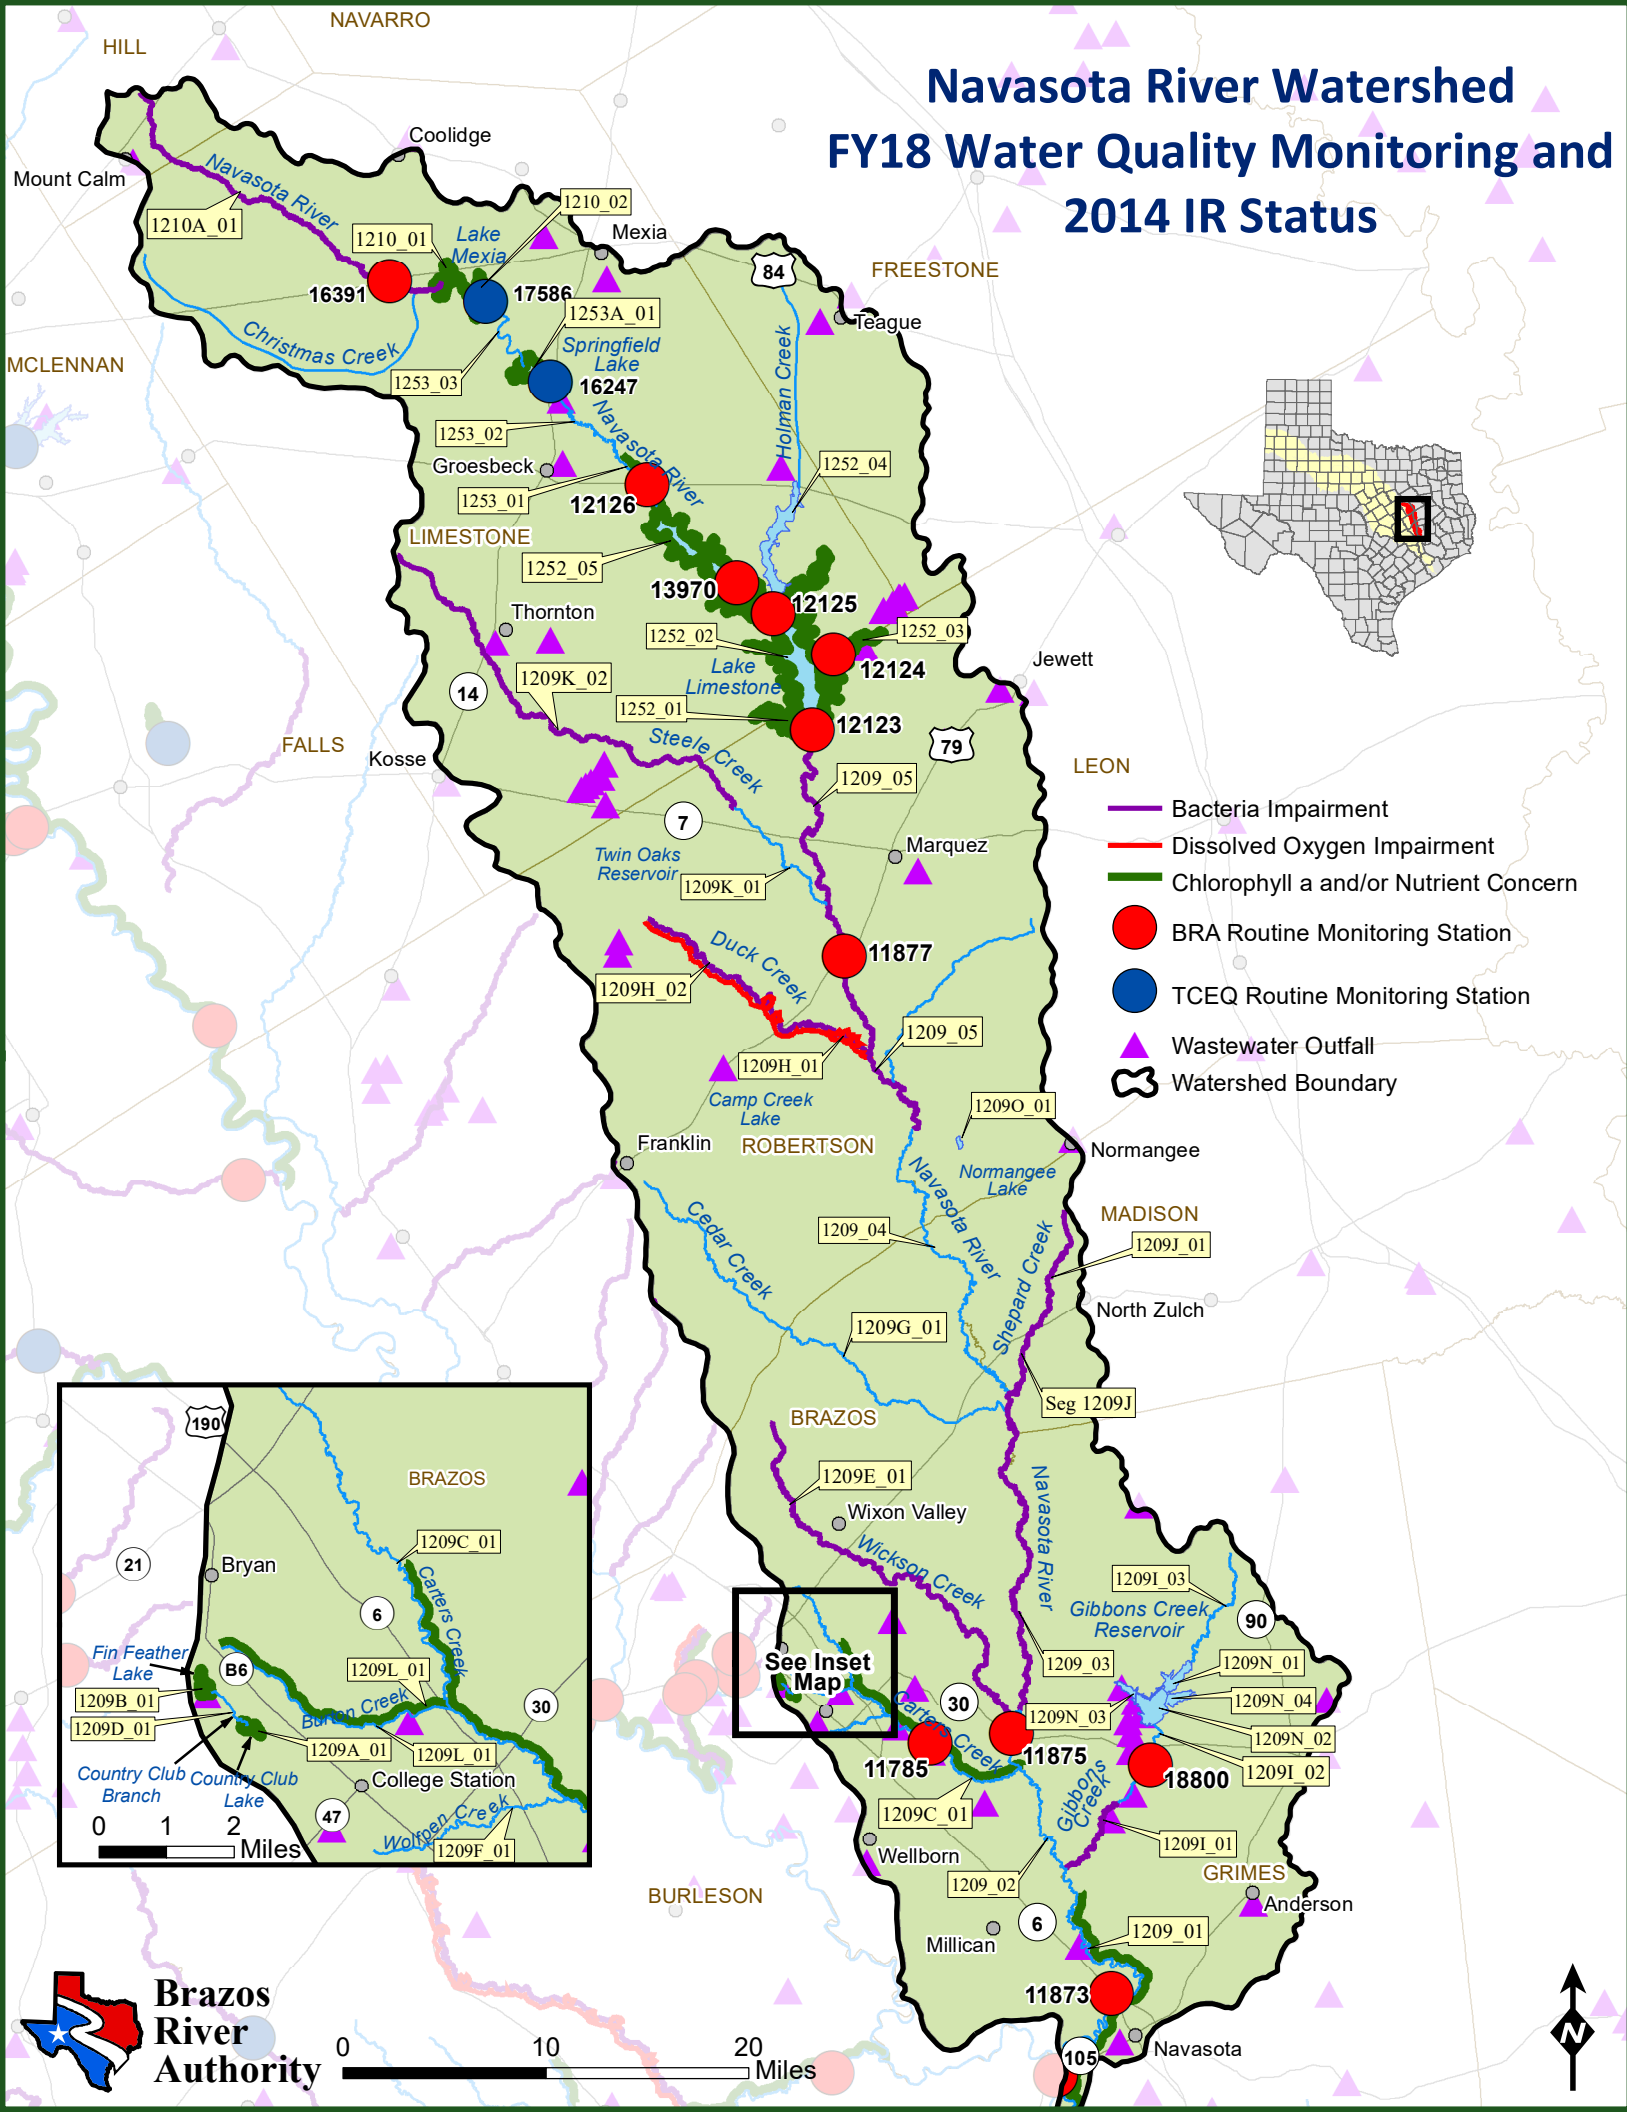 NAVARRO
HILL
Navasota River Watershed
FY18 Water Quality Monitoring and
2014 IR Status
Coolidge
Mount Calm
Navasota River
1210A_01
1210_01
1210_02
Lake
Mexia
Mexia
16391
17586
84
FREESTONE
Teague
1253A_01
Christmas Creek
Springfield
Lake
MCLENNAN
1253_03
16247
Holman Creek
Navasota River
1253_02
Groesbeck
1253_01
12126
1252_04
LIMESTONE
1252_05
13970
12125
Thornton
1252_02
1252_03
12124
Jewett
Lake
Limestone
1209K_02
14
1252_01
12123
FALLS
Kosse
Steele Creek
79
LEON
1209_05
7
Marquez
Twin Oaks
Reservoir
1209K_01
Bacteria Impairment
Dissolved Oxygen Impairment
Chlorophyll a and/or Nutrient Concern
BRA Routine Monitoring Station
TCEQ Routine Monitoring Station
Wastewater Outfall
Watershed Boundary
11877
Duck Creek
1209H_02
1209_05
1209H_01
Camp Creek
Lake
1209O_01
Franklin
ROBERTSON
Normangee
Normangee
Lake
Navasota River
Cedar Creek
MADISON
1209_04
1209J_01
Shepard Creek
North Zulch
1209G_01
Seg 1209J
BRAZOS
1209E_01
Wixon Valley
Navasota River
Wickson Creek
1209I_03
Gibbons Creek
Reservoir
90
See Inset
Map
1209_03
1209N_01
1209N_04
30
1209N_03
1209N_02
Carters Creek
11785
11875
18800
1209I_02
1209C_01
Gibbons
Creek
1209I_01
Wellborn
1209_02
GRIMES
Anderson
BURLESON
6
Millican
1209_01
11873
Navasota
105
190
BRAZOS
1209C_01
21
Bryan
6
Carters Creek
Fin Feather
Lake
B6
1209L_01
1209B_01
Burton Creek
30
1209D_01
1209A_01
1209L_01
Country Club
Branch
Country Club
Lake
College Station
47
Wolfpen Creek
1209F_01
0 1 2
Miles
Brazos
River
Authority
0 10 20
Miles
N